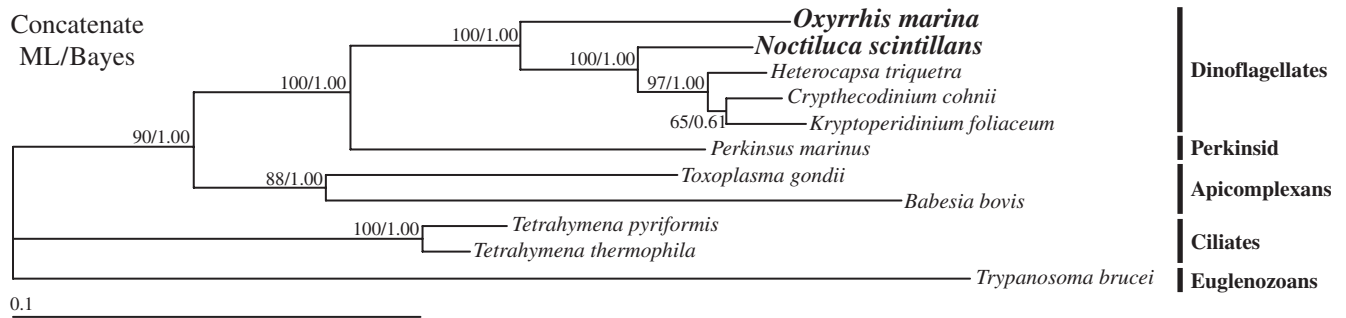 Concatenate
ML/Bayes
100/1.00
Oxyrrhis marina
100/1.00
Noctiluca scintillans
97/1.00
Heterocapsa triquetra
Crypthecodinium cohnii
65/0.61
Kryptoperidinium foliaceum
Dinoflagellates
100/1.00
Perkinsus marinus
Perkinsid
90/1.00
88/1.00
Toxoplasma gondii
Babesia bovis
Apicomplexans
100/1.00
Tetrahymena pyriformis
Tetrahymena thermophila
Ciliates
Trypanosoma brucei
Euglenozoans
0.1